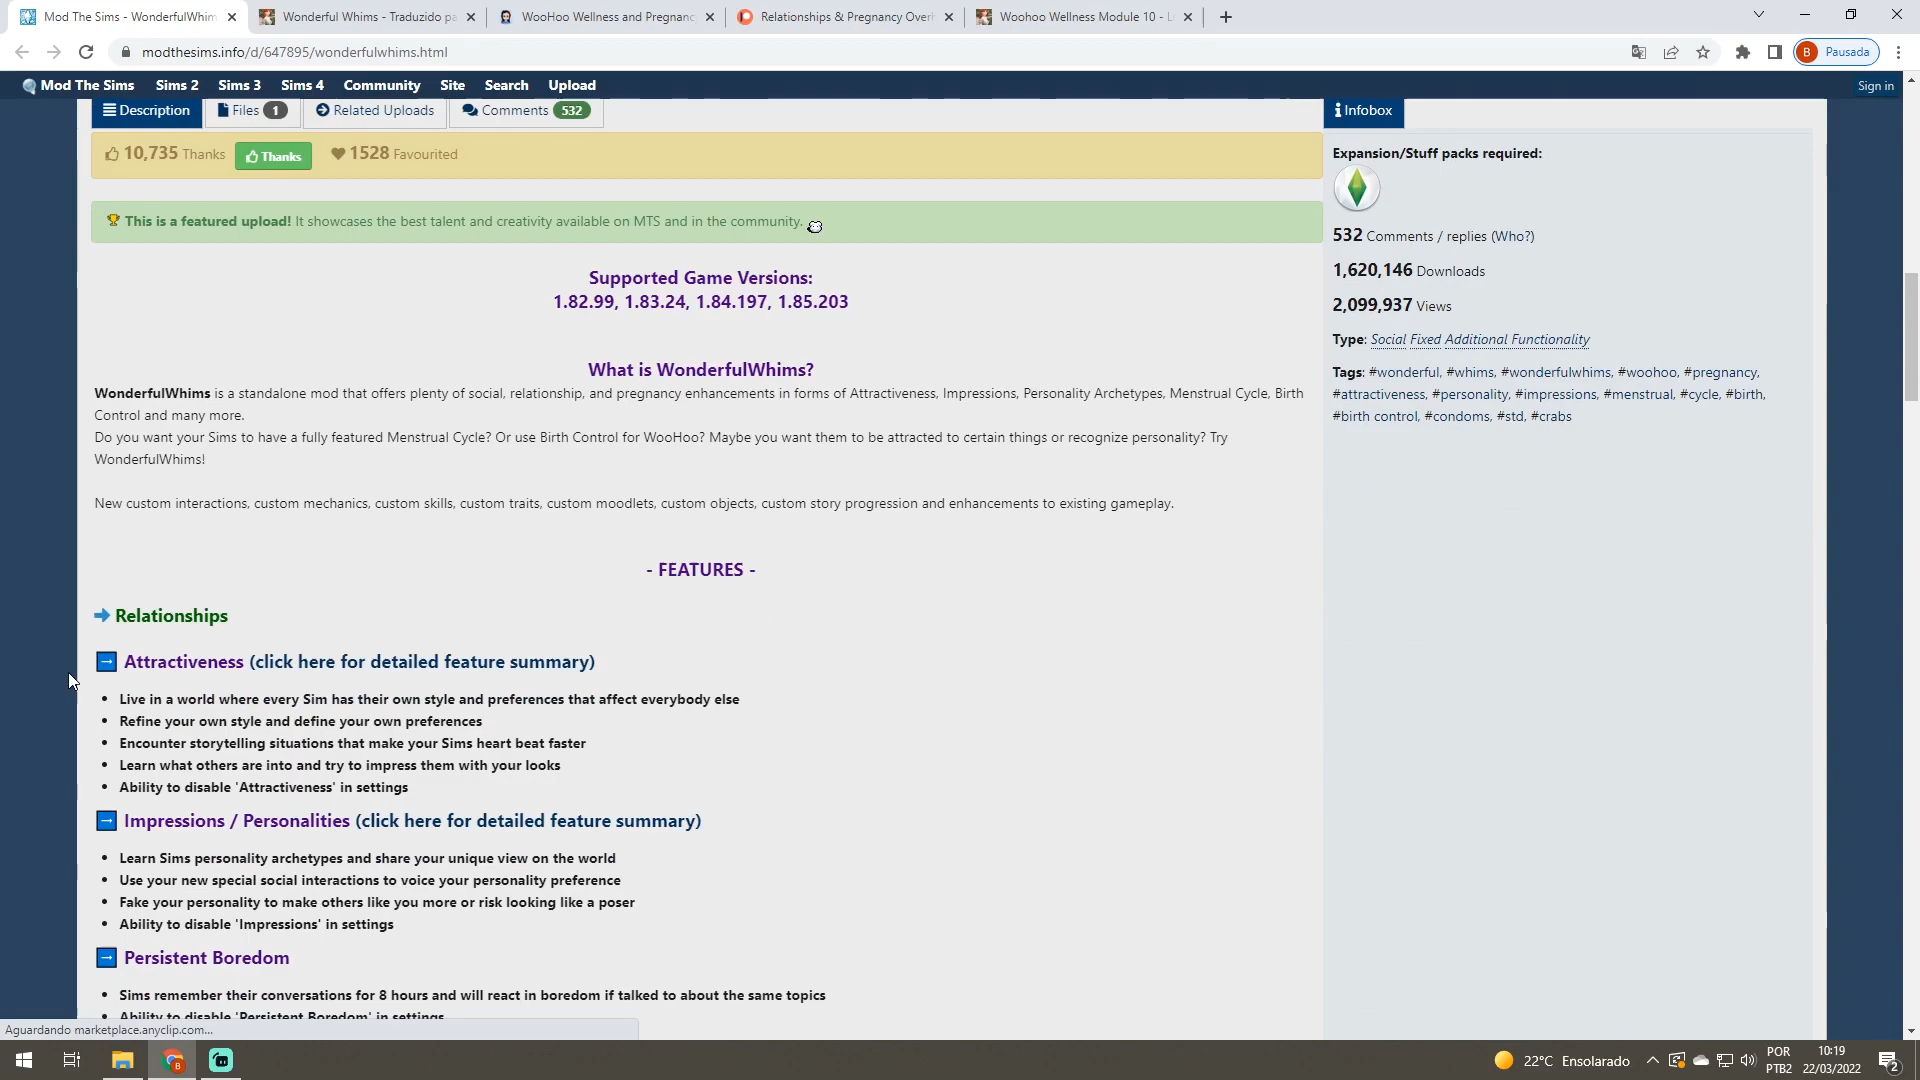 Mod The Sims - WonderfulWhim
Wonderful Whims - Traduzido pa
WooHoo Wellness and Pregnanc
Relationships & Pregnancy Overh
Woohoo Wellness Module 10 - L
modthesims.info/d/647895/wonderfulwhims.html
B Pausada
Mod The Sims Sims 2 Sims 3 Sims 4 Community Site Search Upload Sign in
Description Files 1 Related Uploads Comments 532
Infobox
10,735 Thanks Thanks 1528 Favourited
This is a featured upload! It showcases the best talent and creativity available on MTS and in the community.
Supported Game Versions:
1.82.99, 1.83.24, 1.84.197, 1.85.203
What is WonderfulWhims?
WonderfulWhims is a standalone mod that offers plenty of social, relationship, and pregnancy enhancements in forms of Attractiveness, Impressions, Personality Archetypes, Menstrual Cycle, Birth
Control and many more.
Do you want your Sims to have a fully featured Menstrual Cycle? Or use Birth Control for WooHoo? Maybe you want them to be attracted to certain things or recognize personality? Try
WonderfulWhims!
New custom interactions, custom mechanics, custom skills, custom traits, custom moodlets, custom objects, custom story progression and enhancements to existing gameplay.
- FEATURES -
Relationships
Attractiveness (click here for detailed feature summary)
• Live in a world where every Sim has their own style and preferences that affect everybody else
• Refine your own style and define your own preferences
• Encounter storytelling situations that make your Sims heart beat faster
• Learn what others are into and try to impress them with your looks
• Ability to disable 'Attractiveness' in settings
Impressions / Personalities (click here for detailed feature summary)
• Learn Sims personality archetypes and share your unique view on the world
• Use your new special social interactions to voice your personality preference
• Fake your personality to make others like you more or risk looking like a poser
• Ability to disable 'Impressions' in settings
Persistent Boredom
• Sims remember their conversations for 8 hours and will react in boredom if talked to about the same topics
• Ability to disable 'Persistent Boredom' in settings
Expansion/Stuff packs required:
532 Comments / replies (Who?)
1,620,146 Downloads
2,099,937 Views
Type: Social Fixed Additional Functionality
Tags: #wonderful, #whims, #wonderfulwhims, #woohoo, #pregnancy,
#attractiveness, #personality, #impressions, #menstrual, #cycle, #birth,
#birth control, #condoms, #std, #crabs
Aguardando marketplace.anyclip.com...
B
22°C Ensolarado
POR
PTB2
10:19
22/03/2022
2